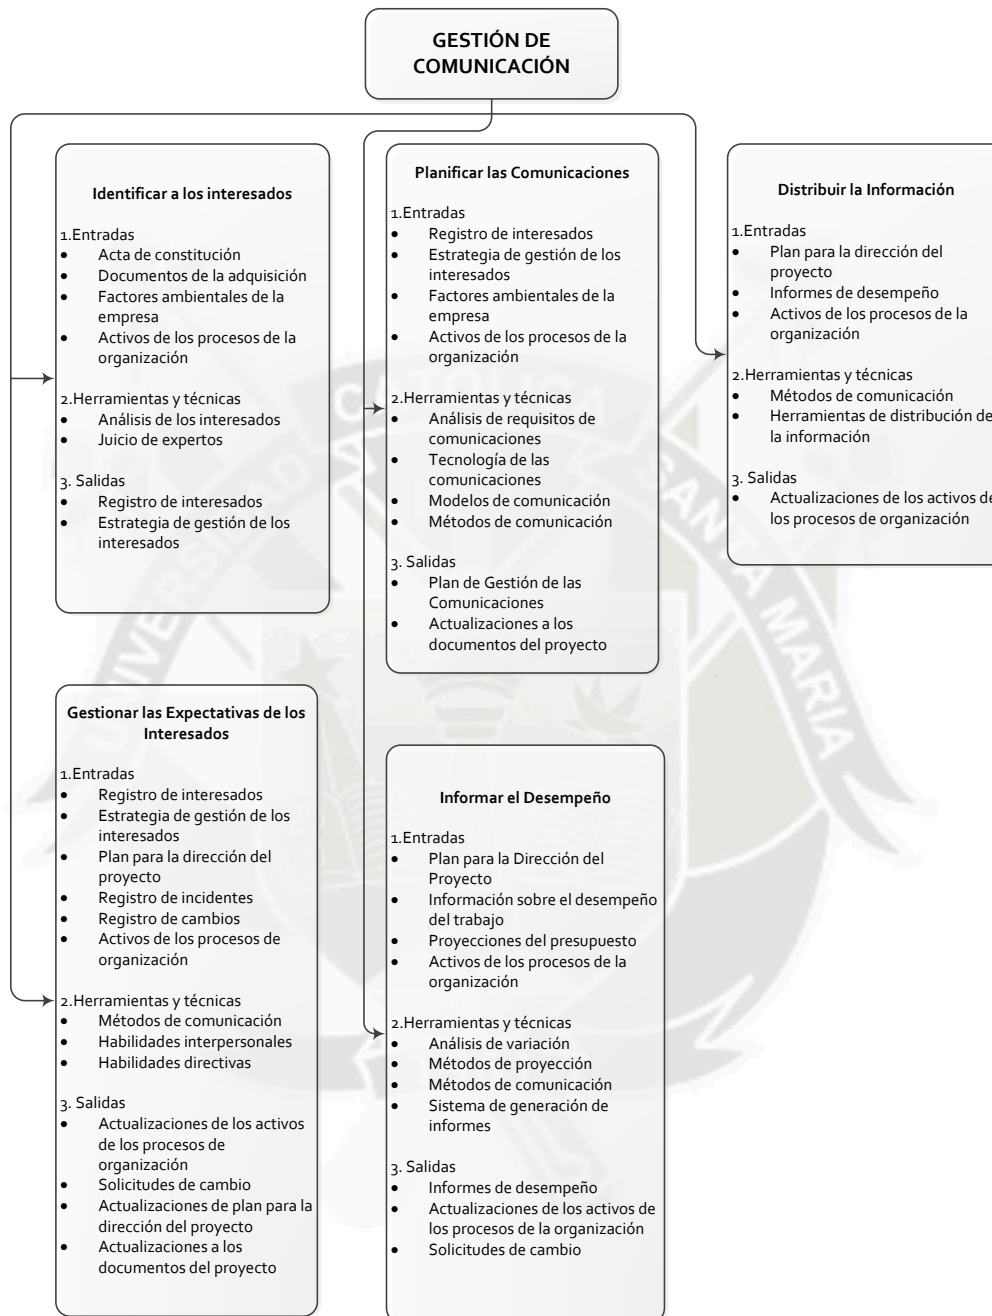 GESTIÓN DE
COMUNICACIÓN
Identificar a los interesados
1.Entradas
• Acta de constitución
• Documentos de la adquisición
• Factores ambientales de la
empresa
• Activos de los procesos de la
organización
2.Herramientas y técnicas
• Análisis de los interesados
• Juicio de expertos
3. Salidas
• Registro de interesados
• Estrategia de gestión de los
interesados
Planificar las Comunicaciones
1.Entradas
• Registro de interesados
• Estrategia de gestión de los
interesados
• Factores ambientales de la
empresa
• Activos de los procesos de la
organización
2.Herramientas y técnicas
• Análisis de requisitos de
comunicaciones
• Tecnología de las
comunicaciones
• Modelos de comunicación
• Métodos de comunicación
3. Salidas
• Plan de Gestión de las
Comunicaciones
• Actualizaciones a los
documentos del proyecto
Distribuir la Información
1.Entradas
• Plan para la dirección del
proyecto
• Informes de desempeño
• Activos de los procesos de la
organización
2.Herramientas y técnicas
• Métodos de comunicación
• Herramientas de distribución de
la información
3. Salidas
• Actualizaciones de los activos de
los procesos de organización
Gestionar las Expectativas de los
Interesados
1.Entradas
• Registro de interesados
• Estrategia de gestión de los
interesados
• Plan para la dirección del
proyecto
• Registro de incidentes
• Registro de cambios
• Activos de los procesos de
organización
2.Herramientas y técnicas
• Métodos de comunicación
• Habilidades interpersonales
• Habilidades directivas
3. Salidas
• Actualizaciones de los activos
de los procesos de
organización
• Solicitudes de cambio
• Actualizaciones de plan para la
dirección del proyecto
• Actualizaciones a los
documentos del proyecto
Informar el Desempeño
1.Entradas
• Plan para la Dirección del
Proyecto
• Información sobre el desempeño
del trabajo
• Proyecciones del presupuesto
• Activos de los procesos de la
organización
2.Herramientas y técnicas
• Análisis de variación
• Métodos de proyección
• Métodos de comunicación
• Sistema de generación de
informes
3. Salidas
• Informes de desempeño
• Actualizaciones de los activos de
los procesos de la organización
• Solicitudes de cambio
UNIVERSIDAD CATOLICA SANTA MARIA